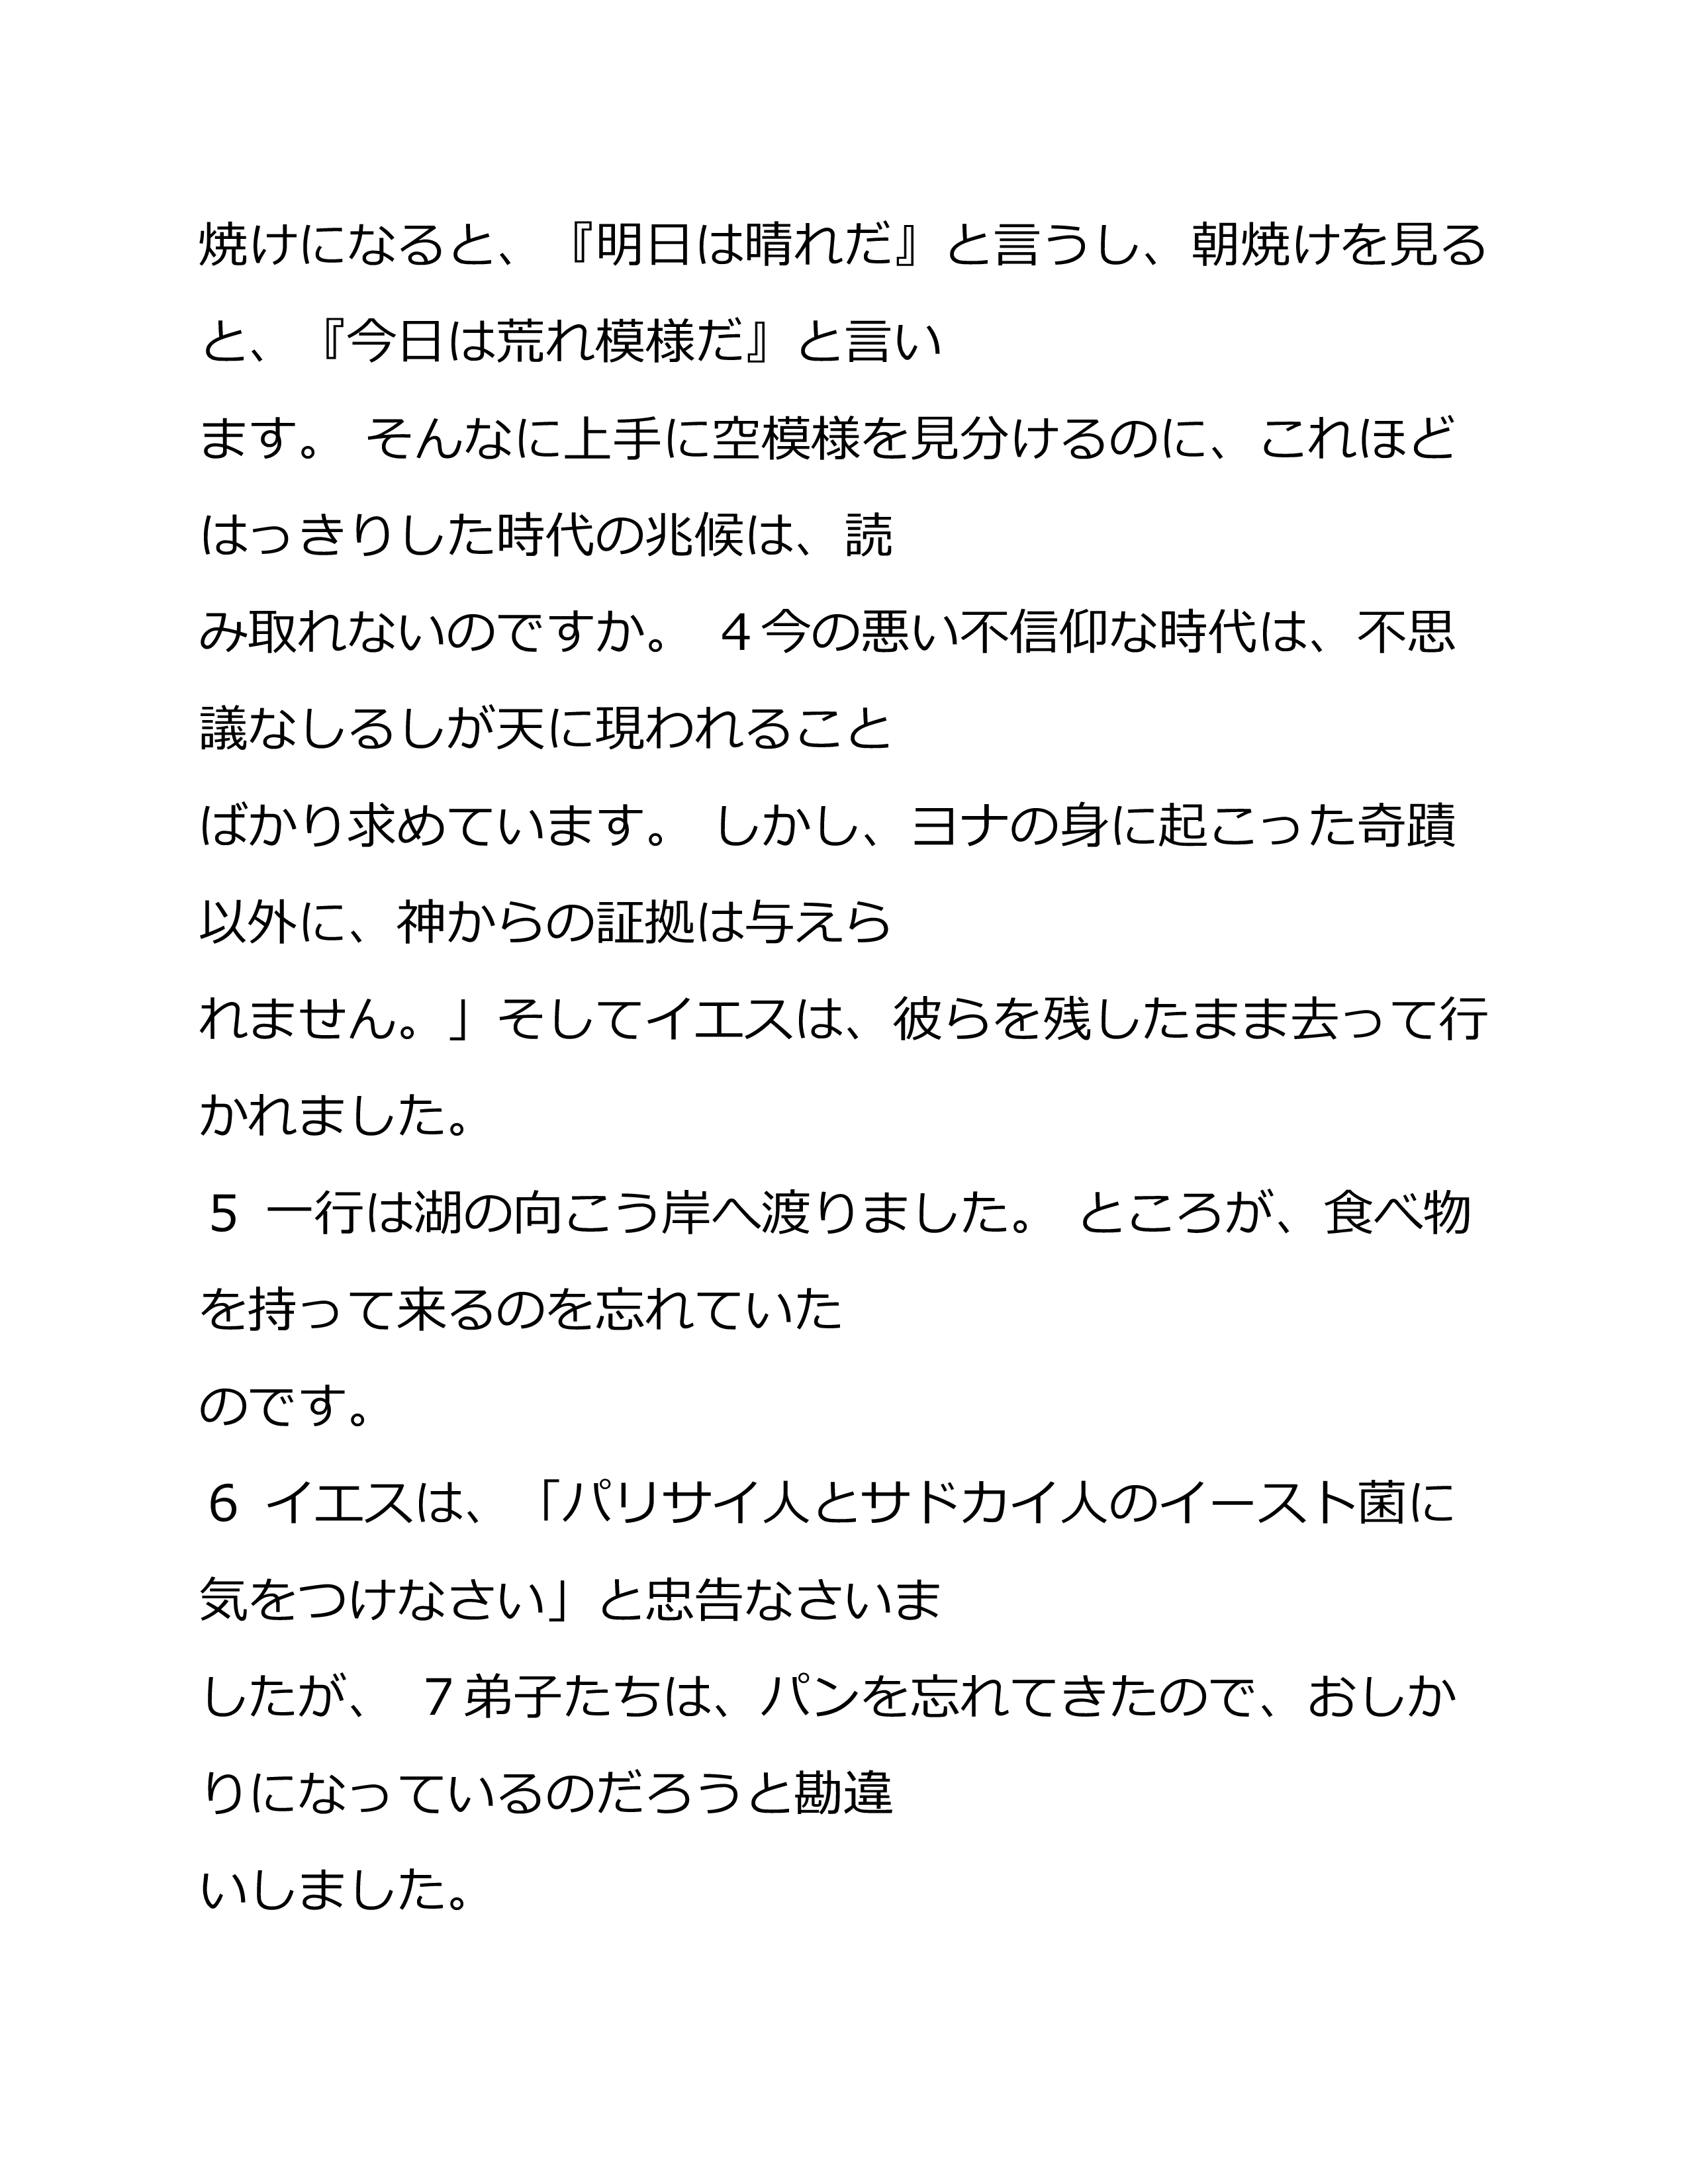 焼けになると、『明日は晴れだ』と言うし、朝焼けを見る
と、『今日は荒れ模様だ』と言い
ます。 そんなに上手に空模様を見分けるのに、これほど
はっきりした時代の兆候は、読
み取れないのですか。 ４今の悪い不信仰な時代は、不思
議なしるしが天に現われること
ばかり求めています。 しかし、ヨナの身に起こった奇蹟
以外に、神からの証拠は与えら
れません。」そしてイエスは、彼らを残したまま去って行
かれました。
５ 一行は湖の向こう岸へ渡りました。 ところが、食べ物
を持って来るのを忘れていた
のです。
６ イエスは、「パリサイ人とサドカイ人のイースト菌に
気をつけなさい」と忠告なさいま
したが、 ７弟子たちは、パンを忘れてきたので、おしか
りになっているのだろうと勘違
いしました。